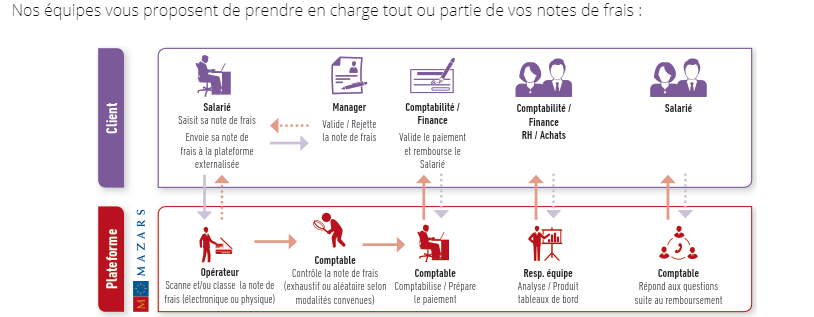 Nos équipes vous proposent de prendre en charge tout ou partie de vos notes de frais :
Client
Salarié
Saisit sa note de frais
Envoie sa note de
frais à la plateforme
externalisée
Manager
Valide / Rejette
la note de frais
Comptabilité /
Finance
Valide le paiement
et rembourse le
Salarié
Comptabilité /
Finance
RH / Achats
Salarié
Plateforme
MAZARS
M
Opérateur
Scanne et/ou classe la note de
frais (électronique ou physique)
Comptable
Contrôle la note de frais
(exhaustif ou aléatoire selon
modalités convenues)
Comptable
Comptabilise / Prépare
le paiement
Resp. équipe
Analyse / Produit
tableaux de bord
Comptable
Répond aux questions
suite au remboursement